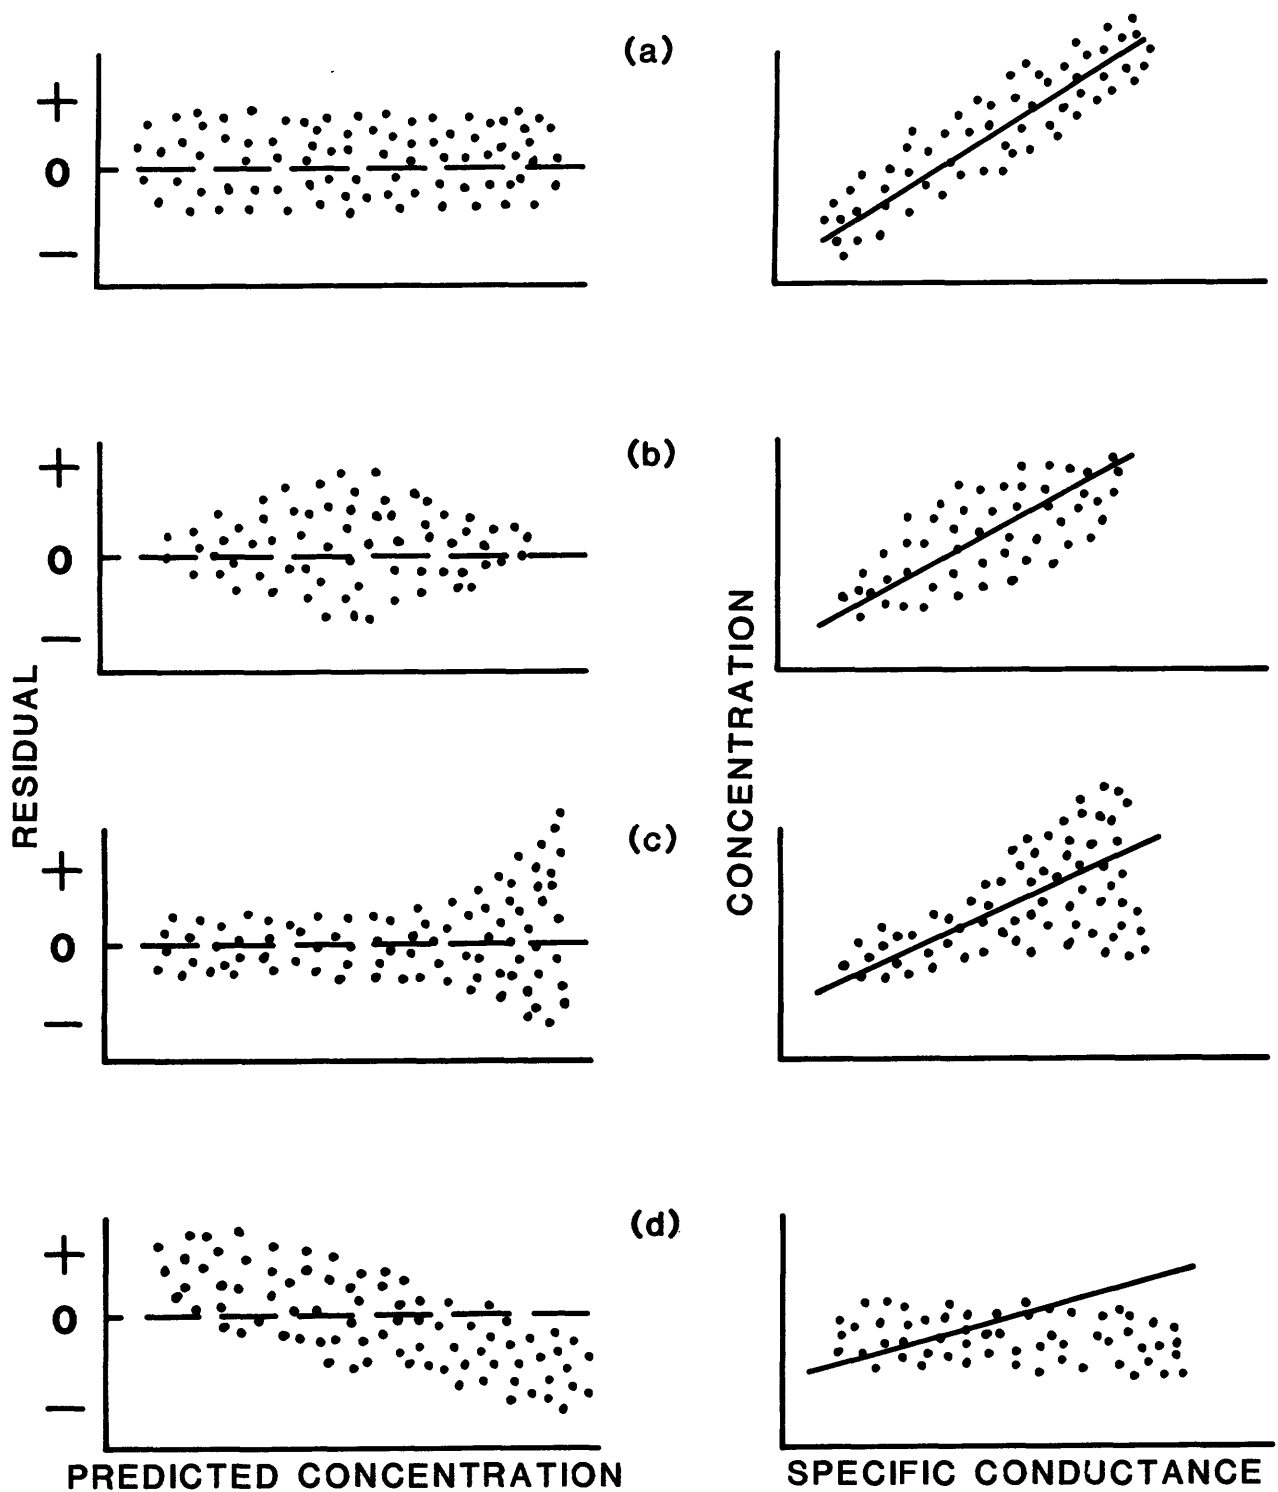 (a)
+
0
−
(b)
+
0
−
RESIDUAL
CONCENTRATION
(c)
+
0
−
(d)
+
0
−
PREDICTED CONCENTRATION
SPECIFIC CONDUCTANCE